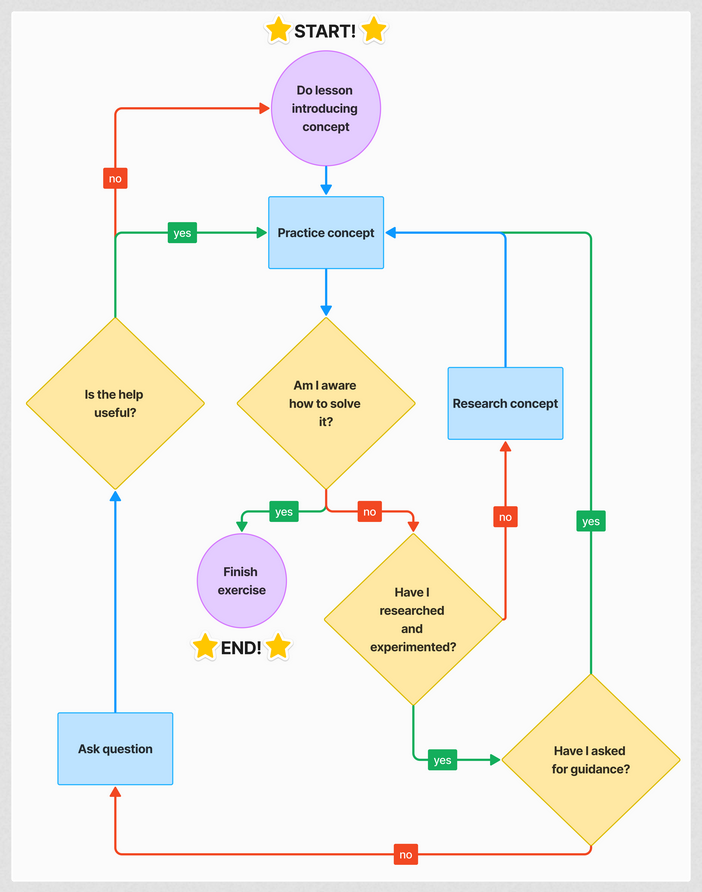 START!
Do lesson
introducing
concept
no
yes
Practice concept
Is the help
useful?
Am I aware
how to solve
it?
Research concept
yes
no
no
yes
Finish
exercise
Have I
researched
and
experimented?
END!
Ask question
yes
Have I asked
for guidance?
no